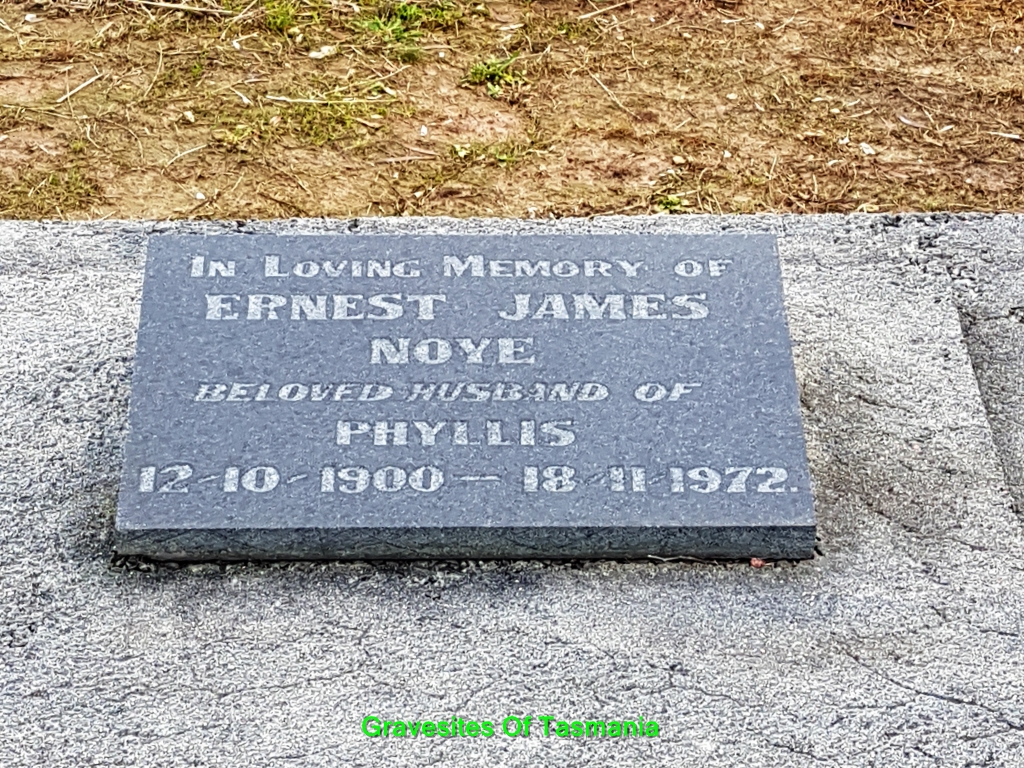 In Loving Memory of
ERNEST JAMES
NOYE
BELOVED HUSBAND OF
PHYLLIS
12-10-1900 — 18-11-1972.
Gravesites Of Tasmania